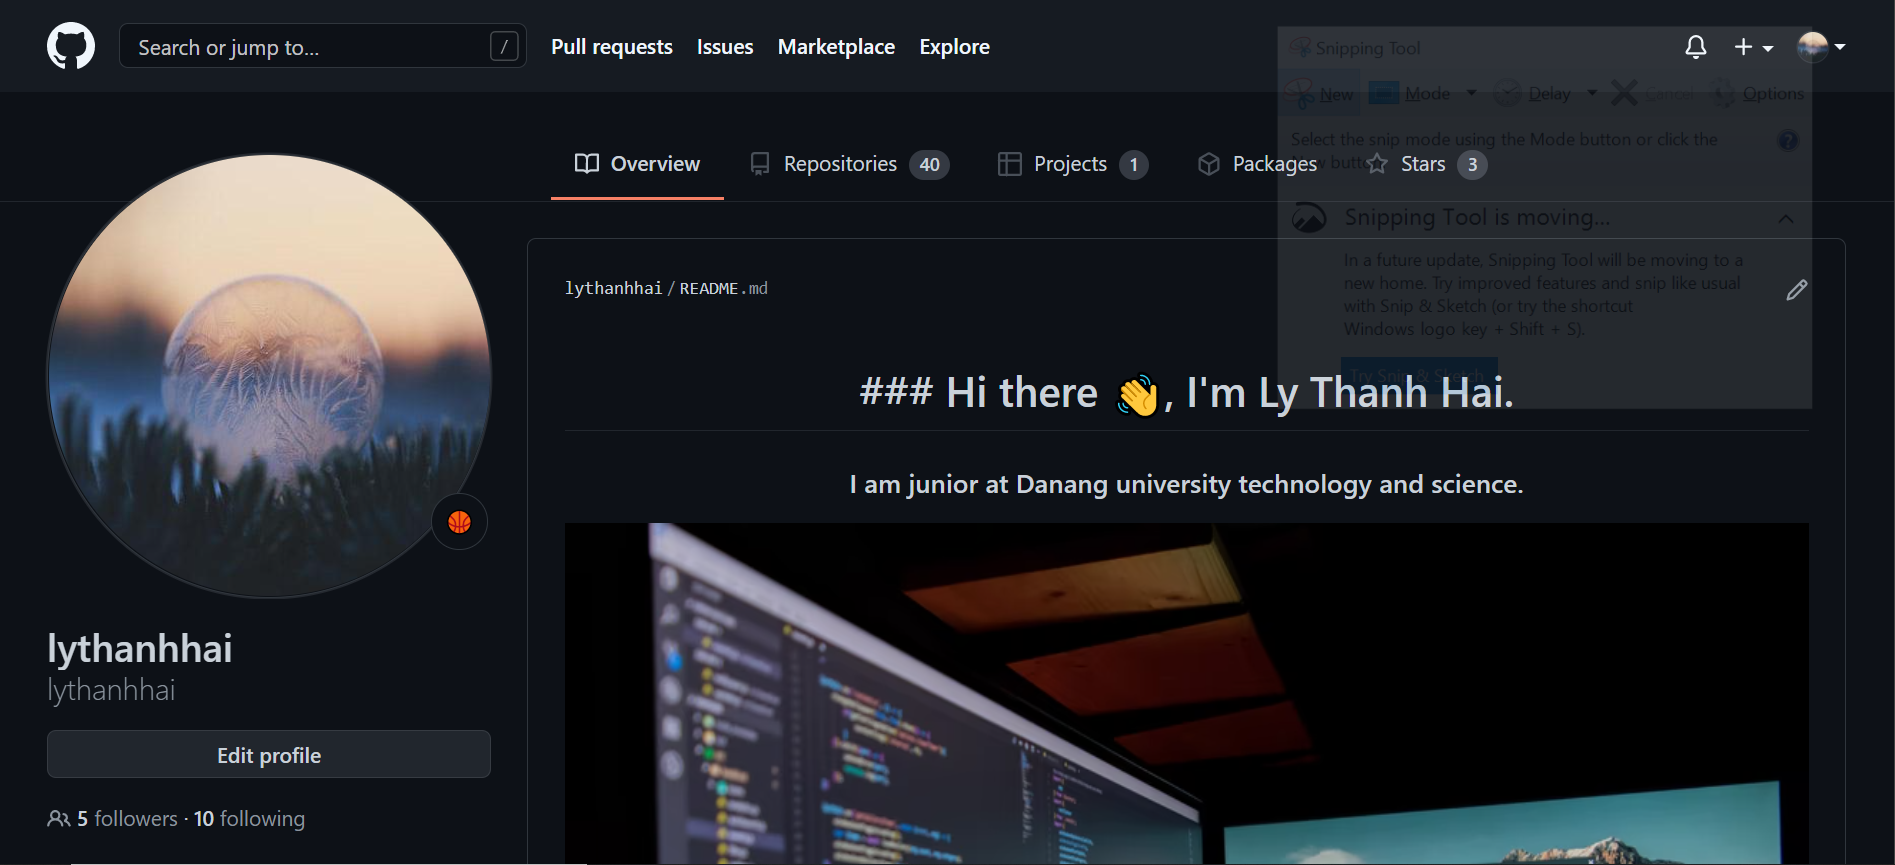 Search or jump to...
/
Pull requests
Issues
Marketplace
Explore
Snipping Tool
New
Mode
Delay
Cancel
Options
Select the snip mode using the Mode button or click the
New button.
Overview
Repositories 40
Projects 1
Packages
Stars 3
Snipping Tool is moving...
In a future update, Snipping Tool will be moving to a
new home. Try improved features and snip like usual
with Snip & Sketch (or try the shortcut
Windows logo key + Shift + S).
Try Snip & Sketch
lythanhhai / README.md
### Hi there 👋, I'm Ly Thanh Hai.
I am junior at Danang university technology and science.
lythanhhai
lythanhhai
Edit profile
5 followers · 10 following